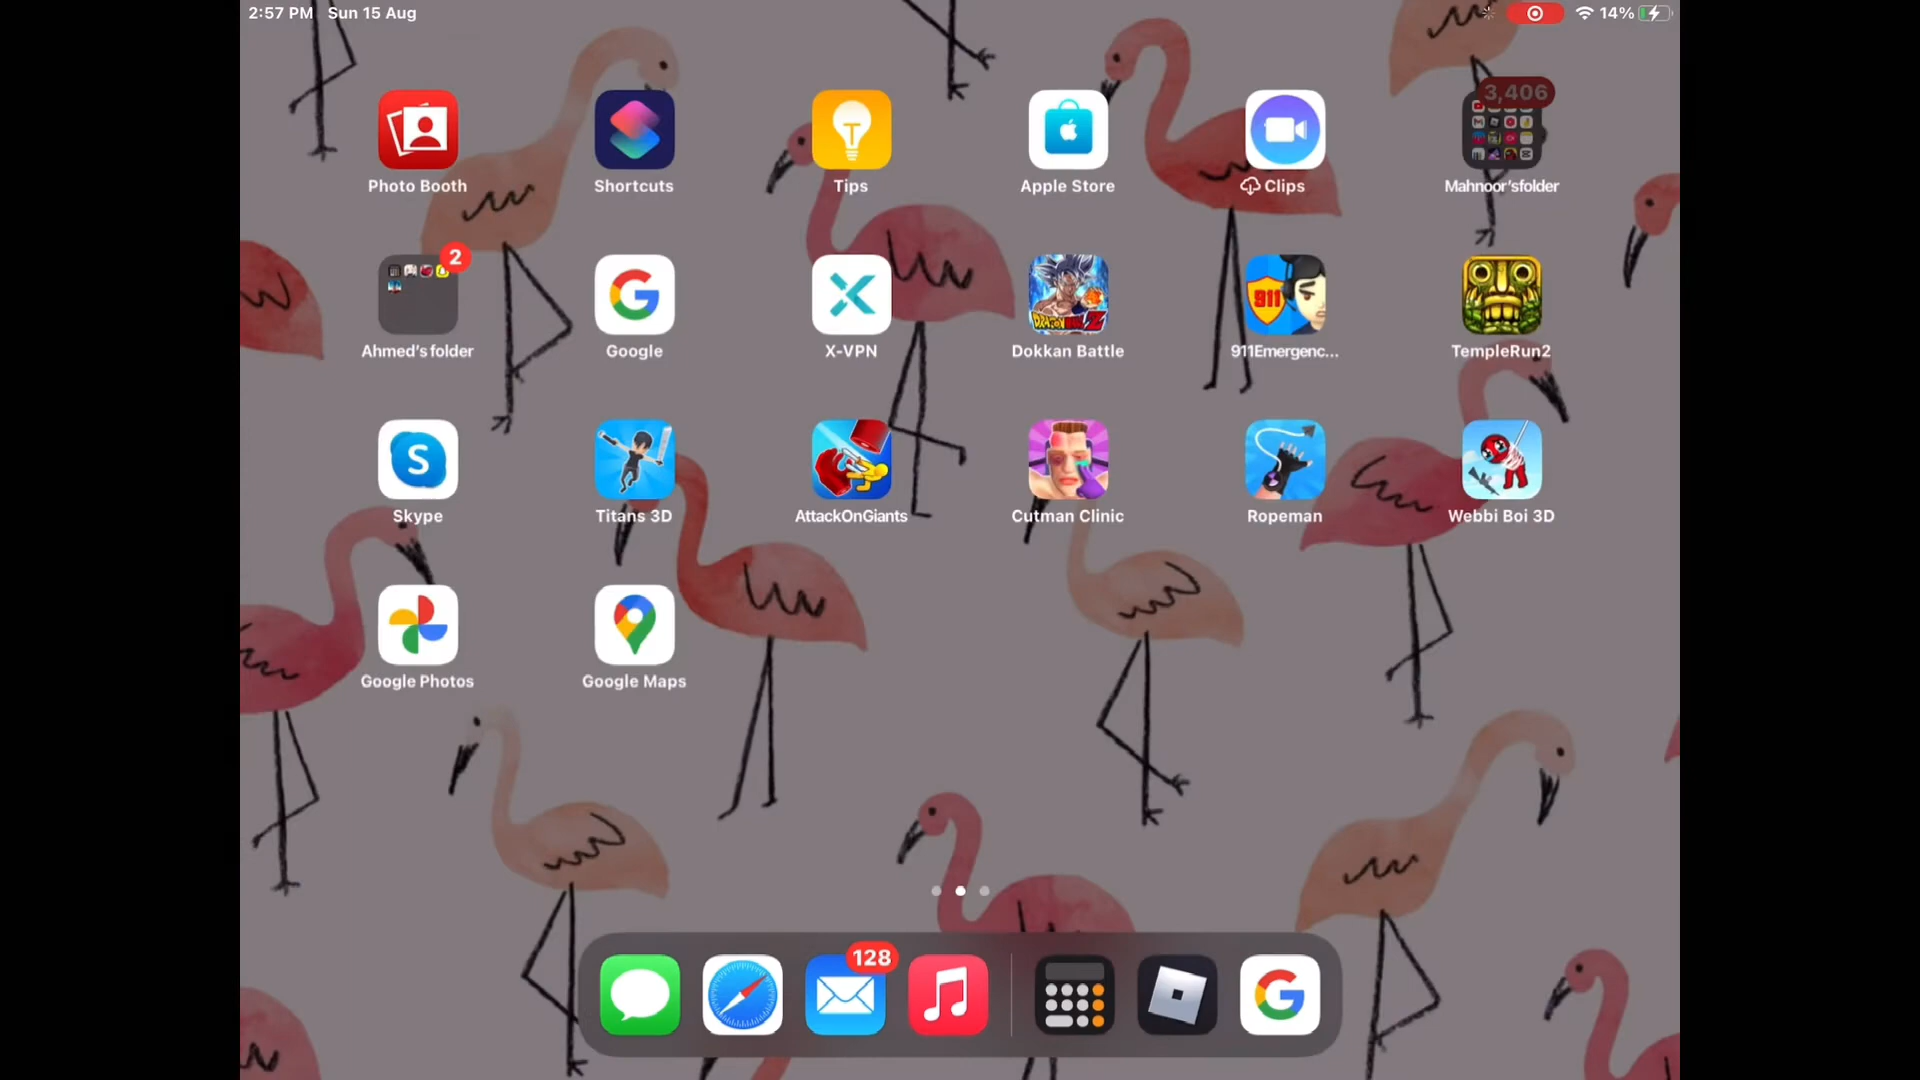 2:57 PM Sun 15 Aug
14%
3,406
Photo Booth
Shortcuts
Tips
Apple Store
Clips
Mahnoor'sfolder
2
911
DRAGONBALL Z
Ahmed's folder
Google
X-VPN
Dokkan Battle
911Emergenc...
TempleRun2
S
Skype
Titans 3D
AttackOnGiants
Cutman Clinic
Ropeman
Webbi Boi 3D
Google Photos
Google Maps
128